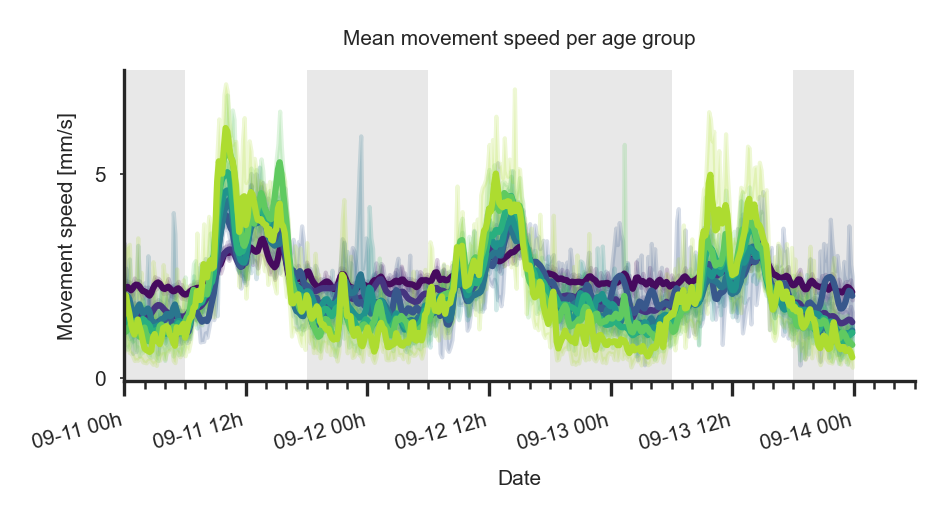 Mean movement speed per age group
Movement speed [mm/s]
5
0
09-11 00h
09-11 12h
09-12 00h
09-12 12h
09-13 00h
09-13 12h
09-14 00h
Date